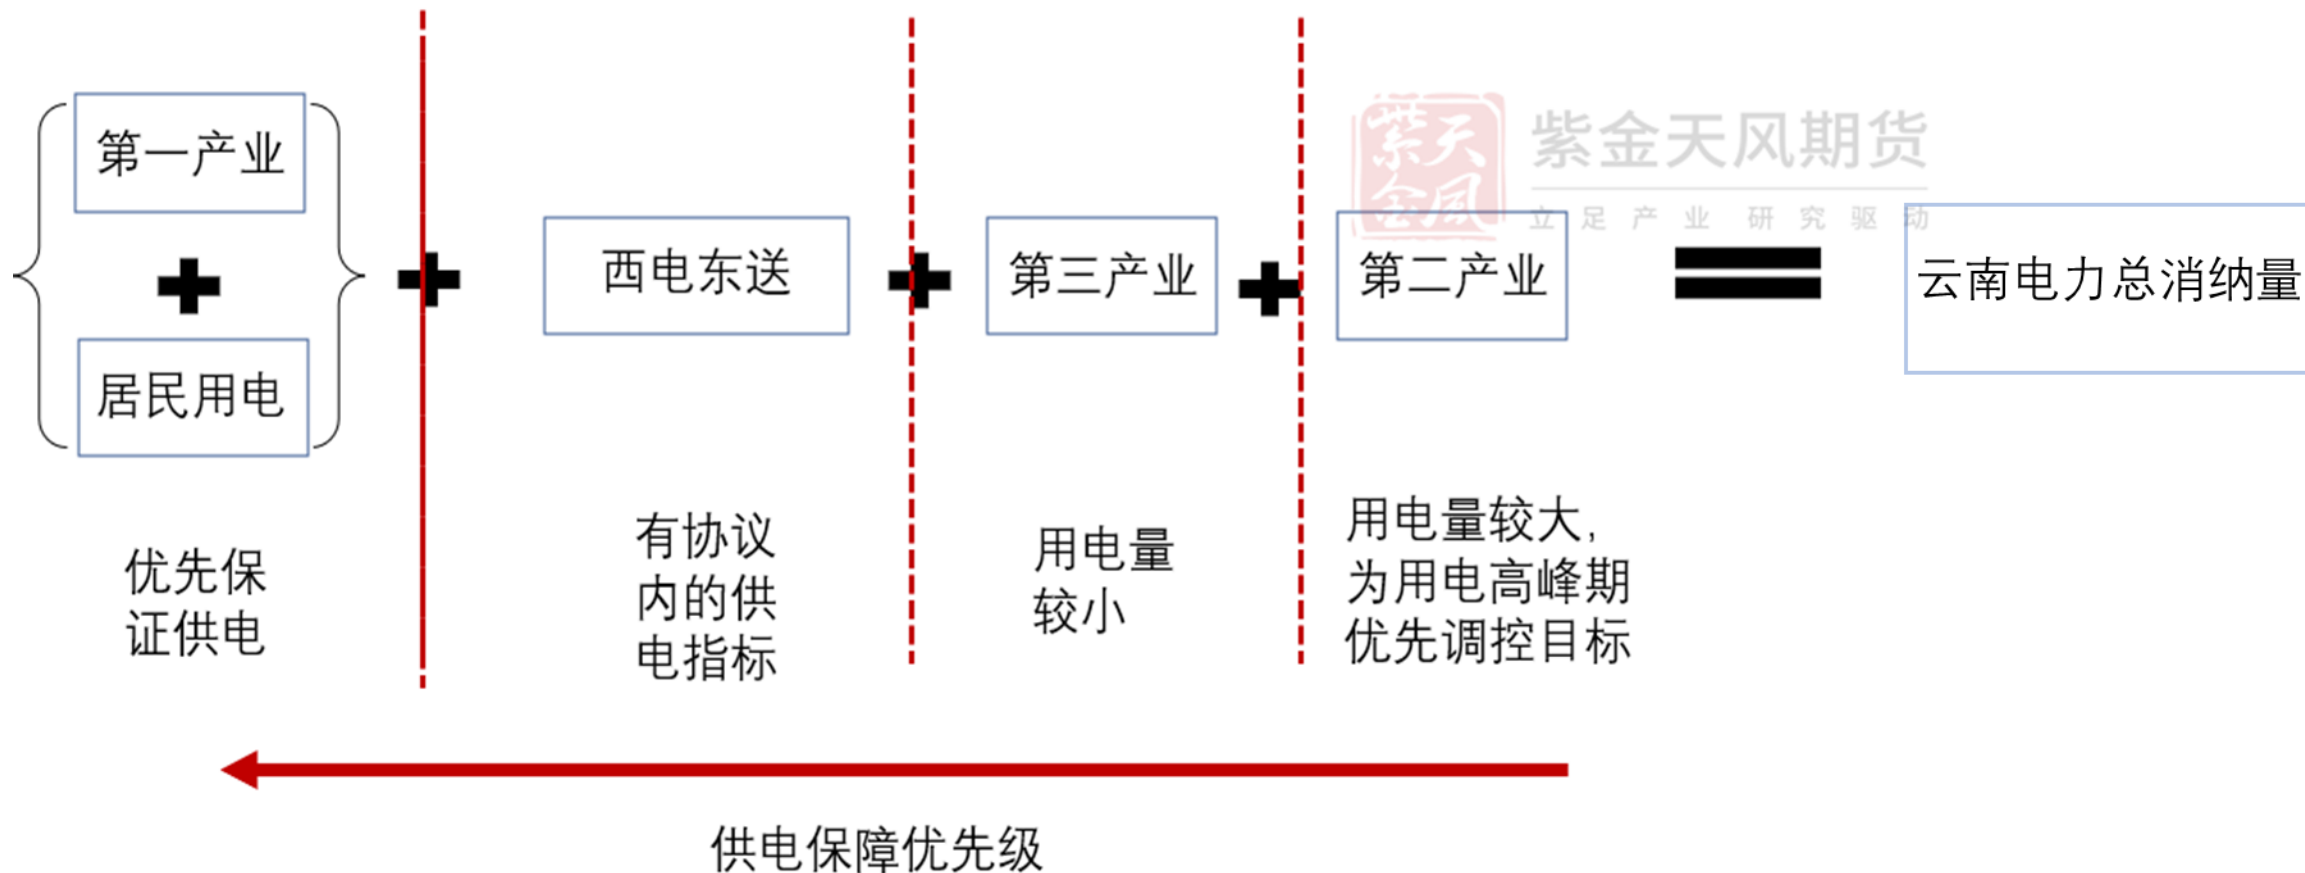 第一产业
居民用电
西电东送
第三产业
第二产业
云南电力总消纳量
紫天
金风
紫金天风期货
立足产业 研究驱动
优先保
证供电
有协议
内的供
电指标
用电量
较小
用电量较大,
为用电高峰期
优先调控目标
供电保障优先级